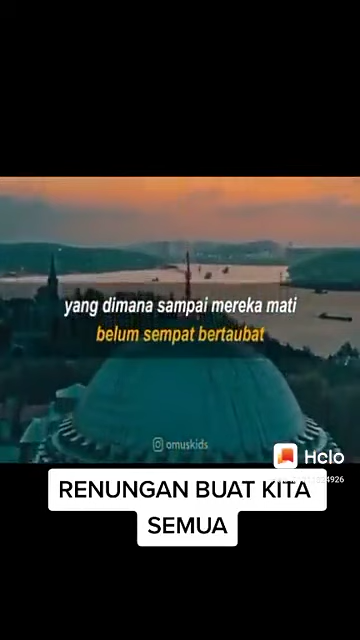 yang dimana sampai mereka mati
belum sempat bertaubat
omuskids
Helo
RENUNGAN BUAT KITA
SEMUA